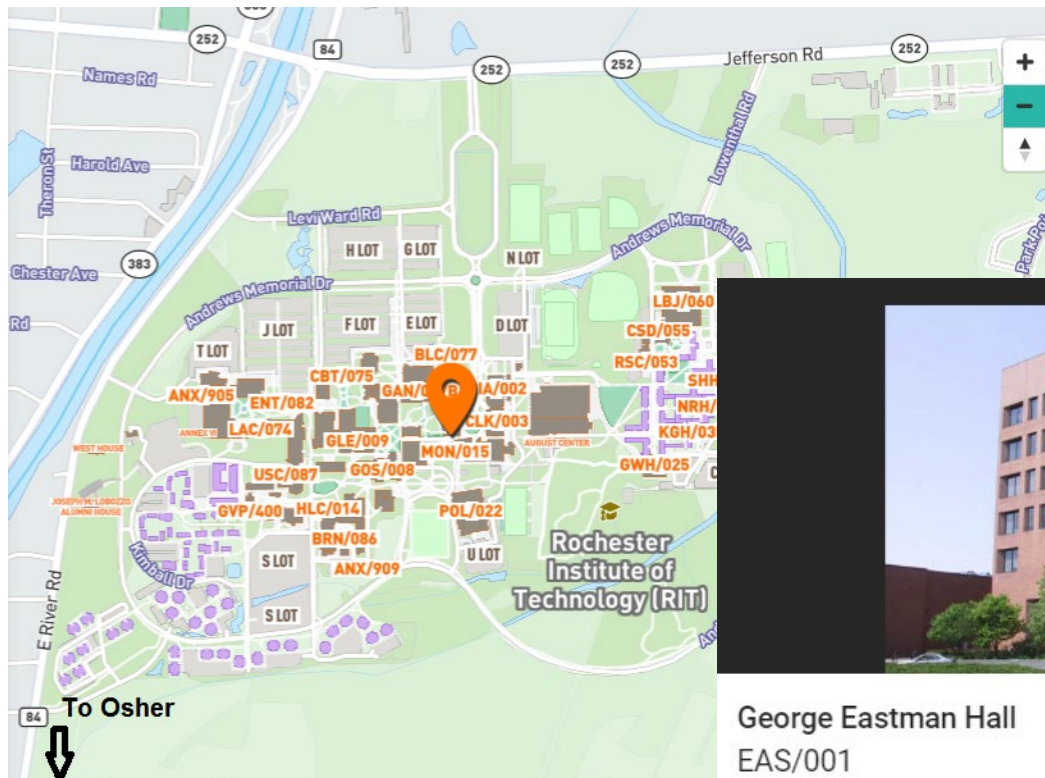 383
252
84
252
252
Jefferson Rd
252
+
−
Names Rd
Harold Ave
Theron St
Lowenthal Rd
Levi Ward Rd
Chester Ave
383
H LOT
G LOT
N LOT
Andrews Memorial Dr
Park Poi
Andrews Memorial Dr
Rd
J LOT
F LOT
E LOT
D LOT
LBJ/060
CSD/055
RSC/053
T LOT
BLC/077
CBT/075
SHH
ANX/905
ENT/082
GAN/0
IA/002
NRH/
LAC/074
ANNEX VI
GLE/009
CLK/003
AUGUST CENTER
KGH/03
WEST HOUSE
MON/015
USC/087
GOS/008
GWH/025
JOSEPH M. LOBOZZO
ALUMNI HOUSE
GVP/400
HLC/014
POL/022
BRN/086
U LOT
Kimball Dr
S LOT
ANX/909
Rochester
Institute of
Technology (RIT)
S LOT
E River Rd
84
To Osher
George Eastman Hall
EAS/001